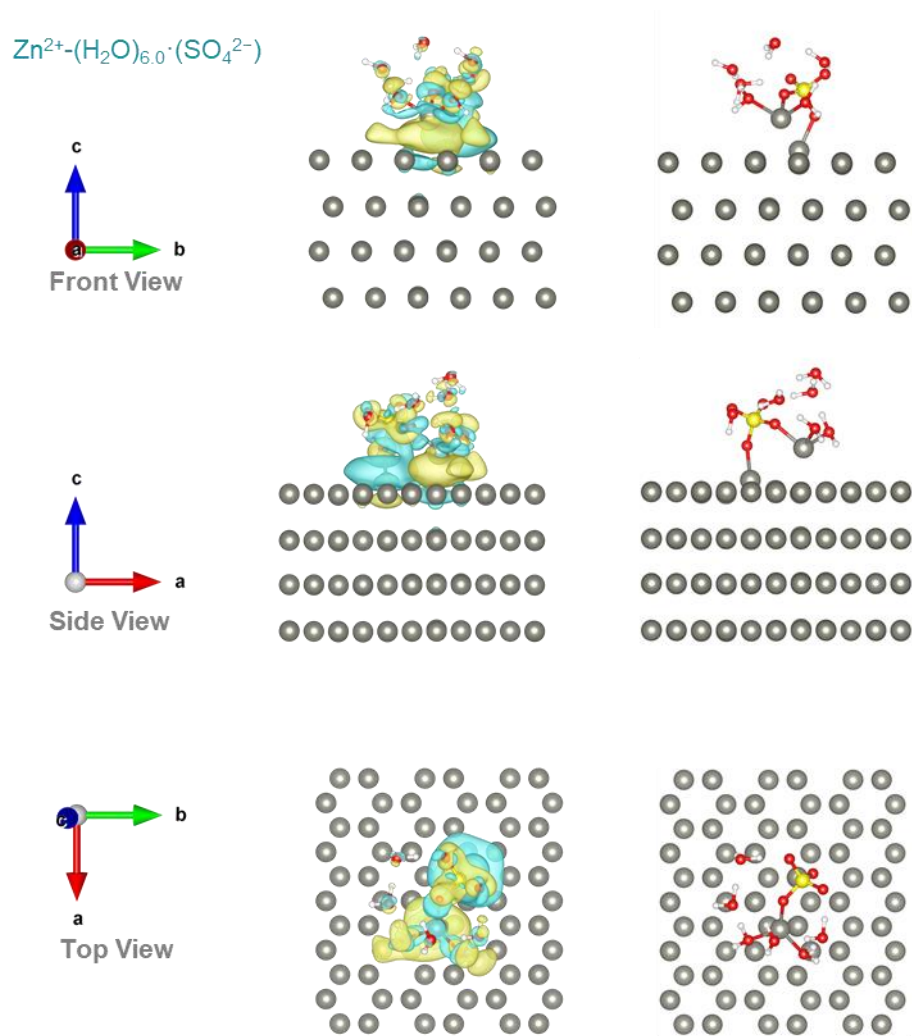 Zn²⁺-(H₂O)₆.₀·(SO₄²⁻)
c
a b
Front View
c
a
Side View
c b
a
Top View